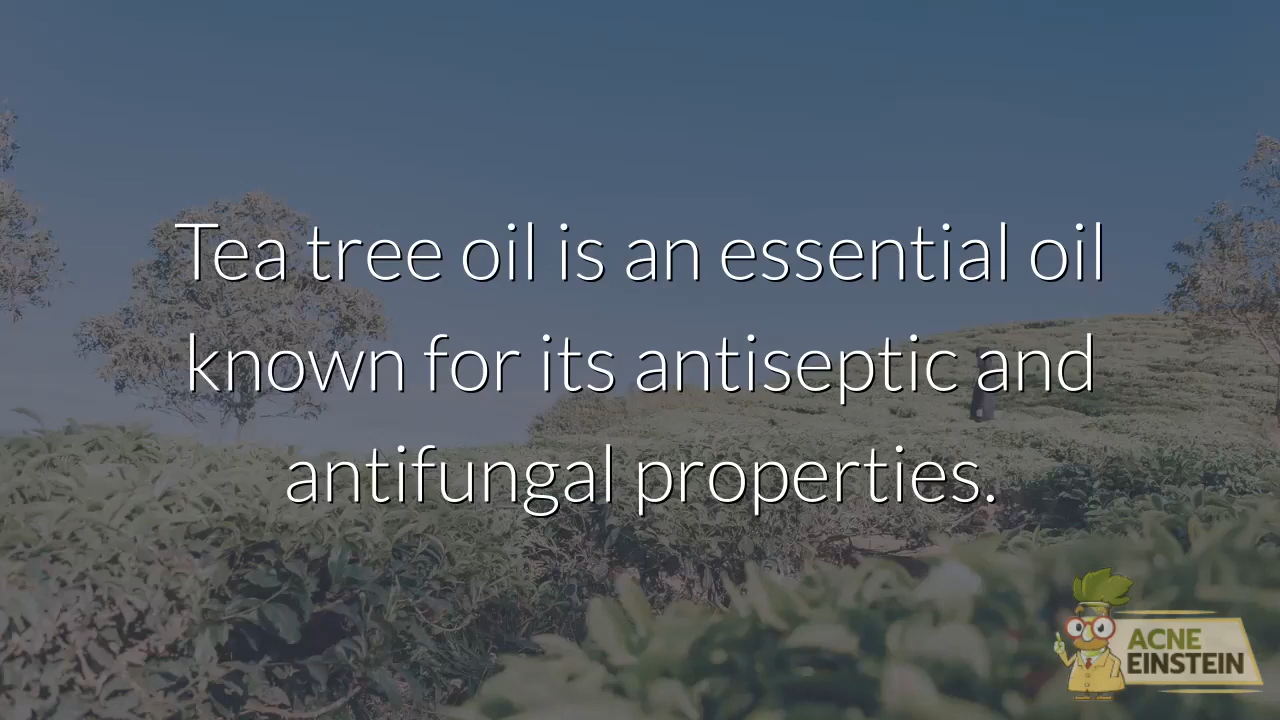 Tea tree oil is an essential oil
known for its antiseptic and
antifungal properties.
ACNE
EINSTEIN